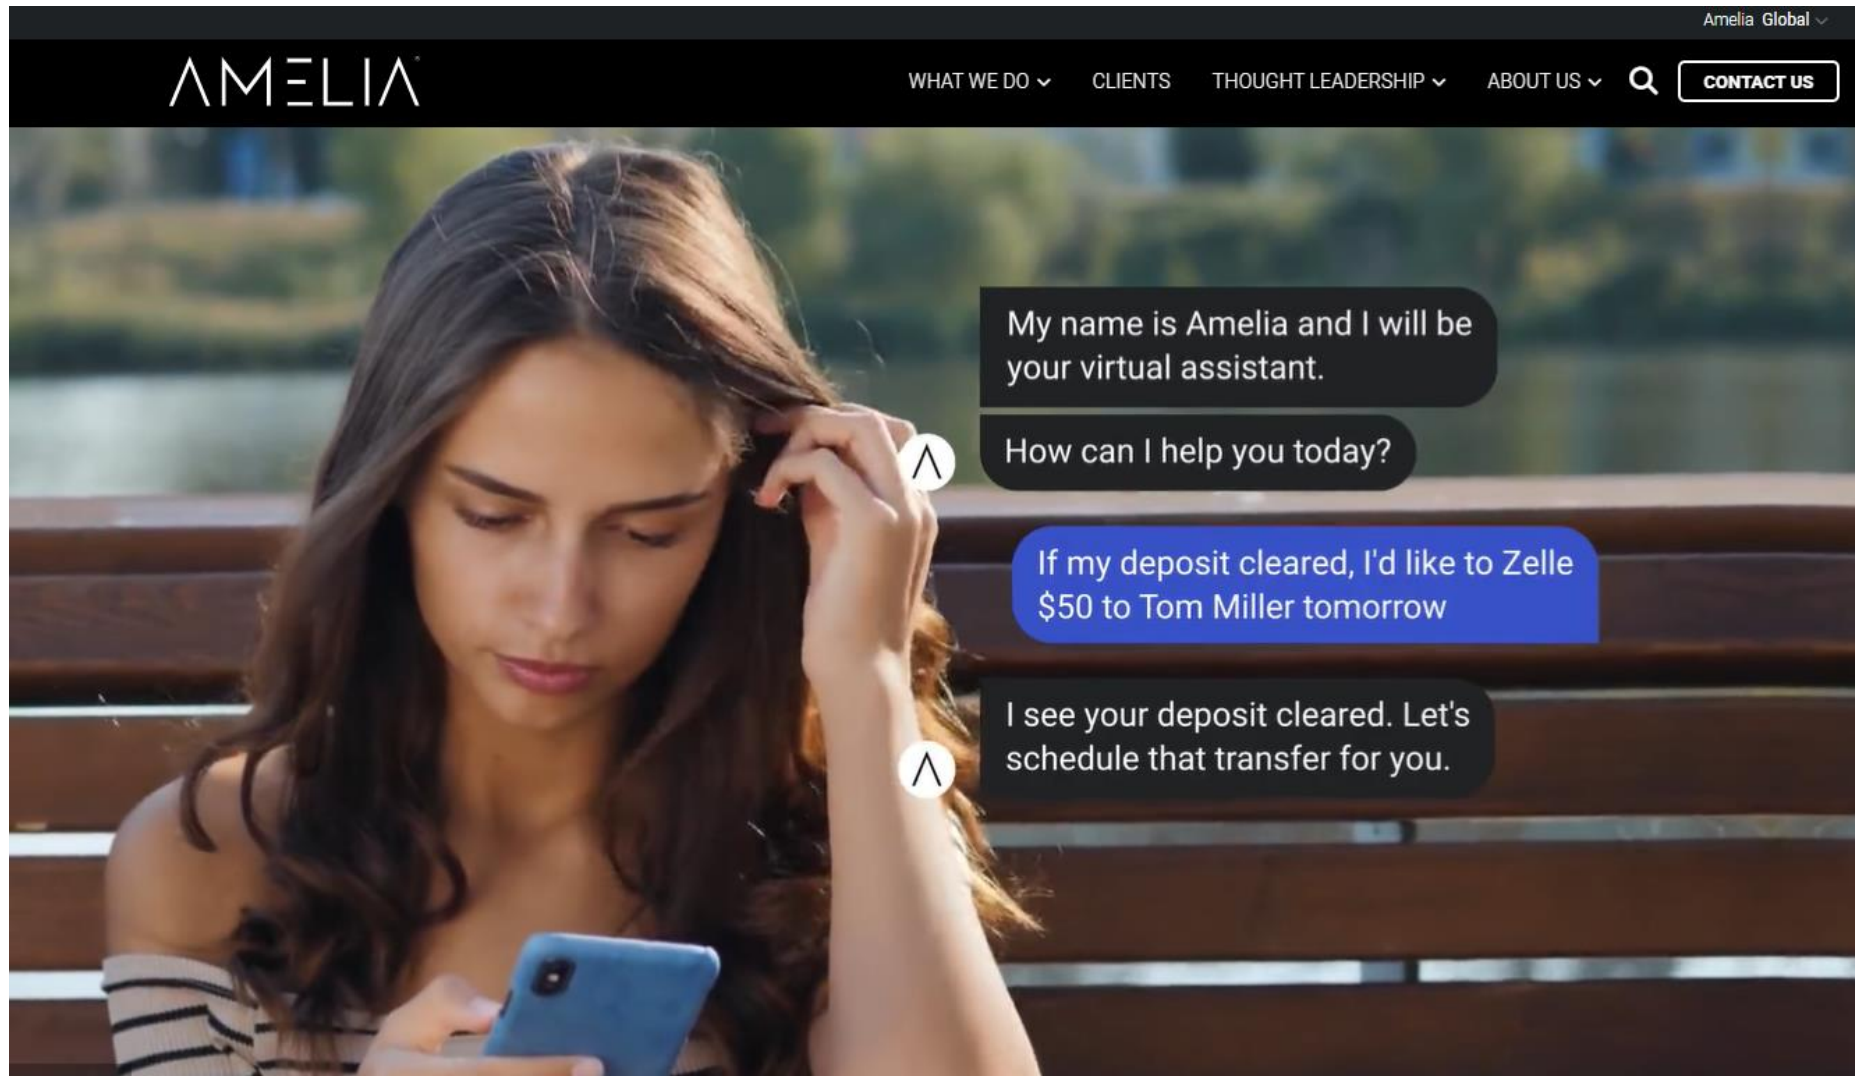 Amelia Global
AMELIA
WHAT WE DO
CLIENTS
THOUGHT LEADERSHIP
ABOUT US
CONTACT US
My name is Amelia and I will be
your virtual assistant.
How can I help you today?
If my deposit cleared, I'd like to Zelle
$50 to Tom Miller tomorrow
I see your deposit cleared. Let's
schedule that transfer for you.